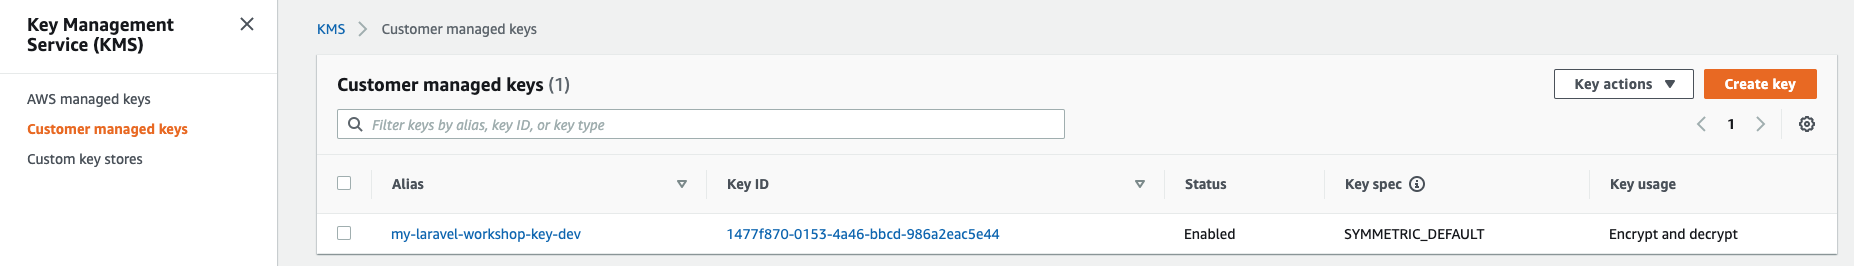 Key Management
Service (KMS)
AWS managed keys
Customer managed keys
Custom key stores
KMS
Customer managed keys
Customer managed keys (1)
Key actions
Create key
Filter keys by alias, key ID, or key type
1
Alias
Key ID
Status
Key spec
Key usage
my-laravel-workshop-key-dev
1477f870-0153-4a46-bbcd-986a2eac5e44
Enabled
SYMMETRIC_DEFAULT
Encrypt and decrypt